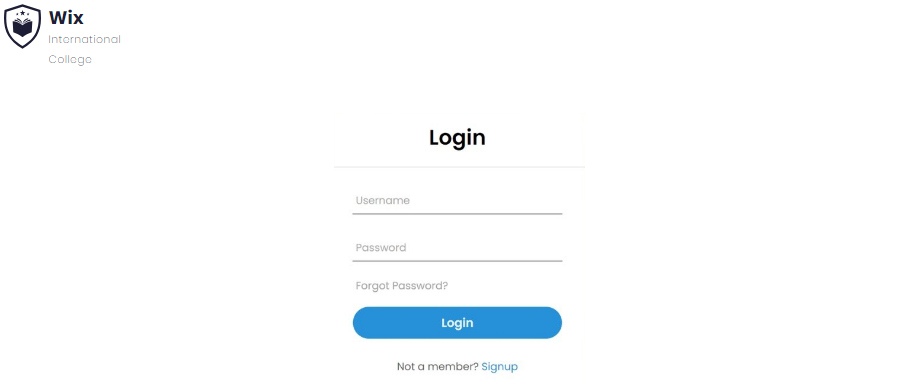 Wix
International
College
Login
Username
Password
Forgot Password?
Login
Not a member? Signup